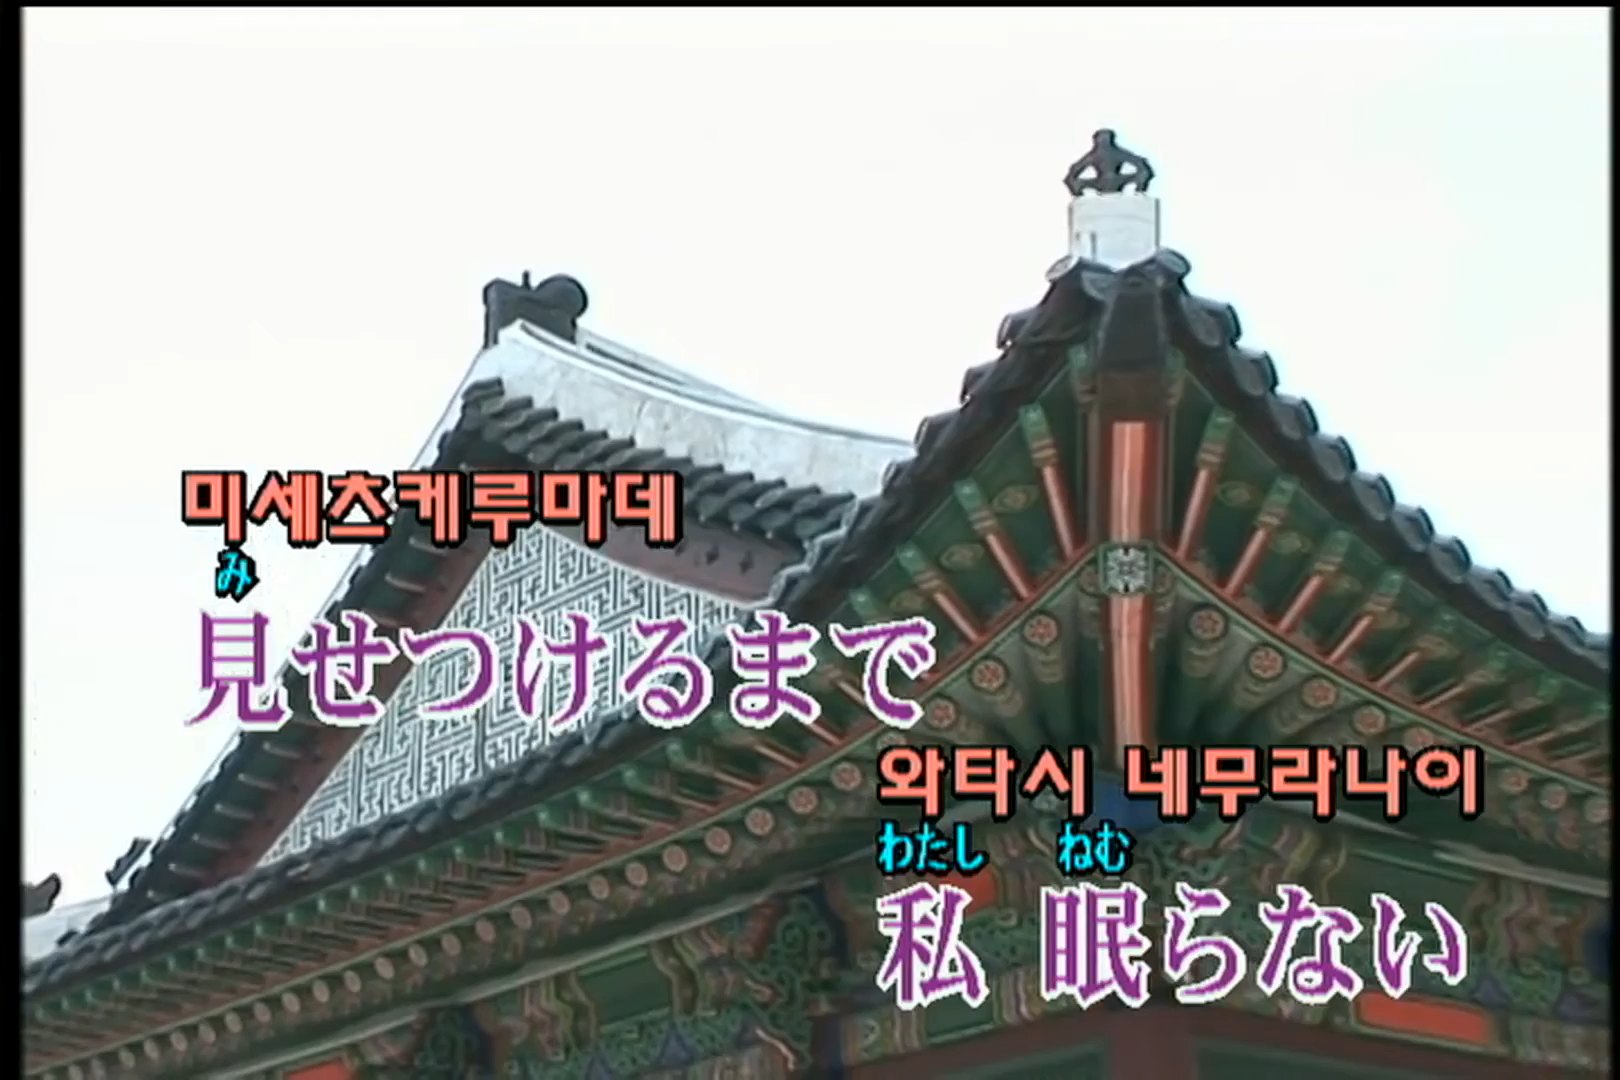 미세츠케루마데
み
見せつけるまで
와타시 네무라나이
わたし ねむ
私 眠らない